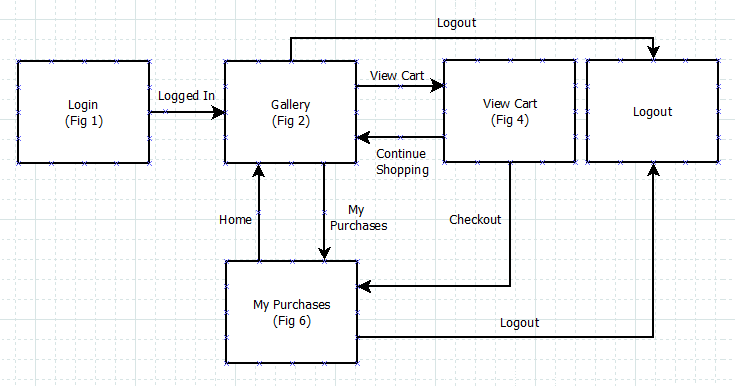 Logout
Login
(Fig 1)
Logged In
Gallery
(Fig 2)
View Cart
View Cart
(Fig 4)
Logout
Continue
Shopping
Home
My
Purchases
Checkout
My Purchases
(Fig 6)
Logout